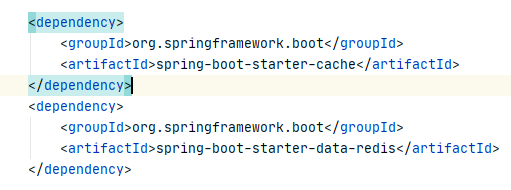 <dependency>
    <groupId>org.springframework.boot</groupId>
    <artifactId>spring-boot-starter-cache</artifactId>
</dependency>
<dependency>
    <groupId>org.springframework.boot</groupId>
    <artifactId>spring-boot-starter-data-redis</artifactId>
</dependency>